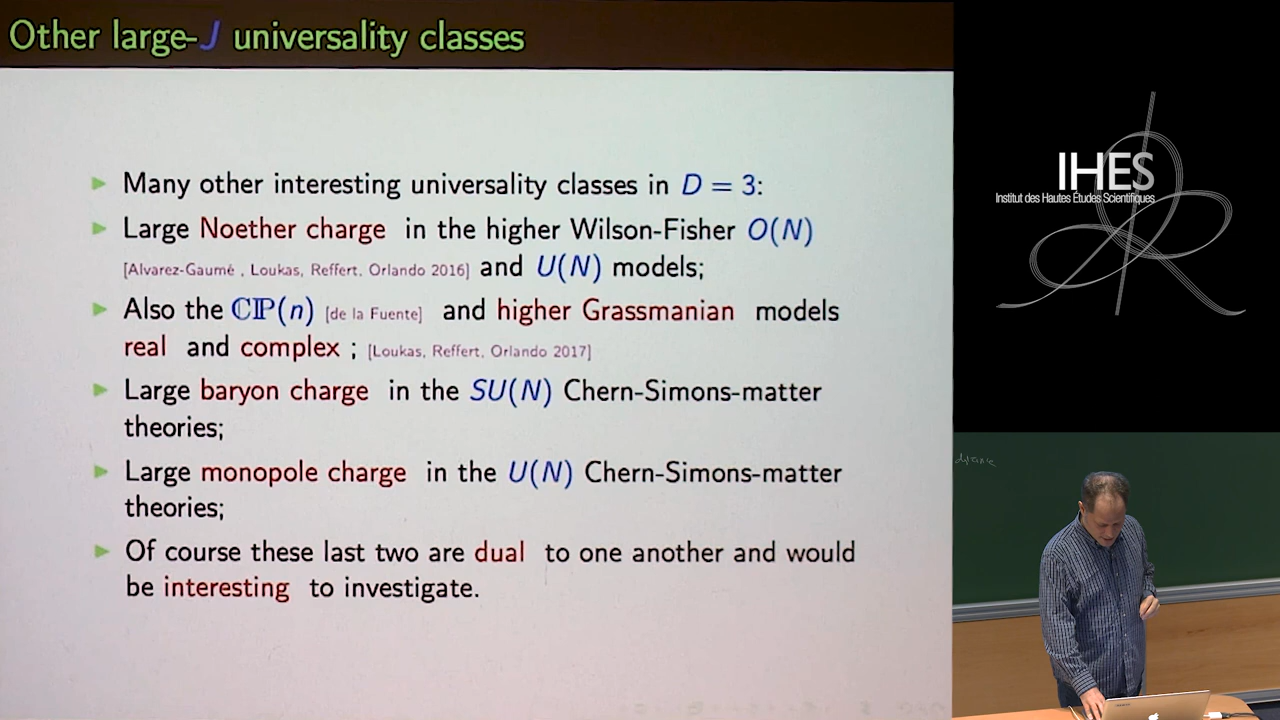 Other large-J universality classes
Many other interesting universality classes in D = 3:
Large Noether charge in the higher Wilson-Fisher O(N)
[Alvarez-Gaumé , Loukas, Reffert, Orlando 2016] and U(N) models;
Also the ℂℙ(n) [de la Fuente] and higher Grassmanian models
real and complex ; [Loukas, Reffert, Orlando 2017]
Large baryon charge in the SU(N) Chern-Simons-matter
theories;
Large monopole charge in the U(N) Chern-Simons-matter
theories;
Of course these last two are dual to one another and would
be interesting to investigate.
IHES
Institut des Hautes Études Scientifiques